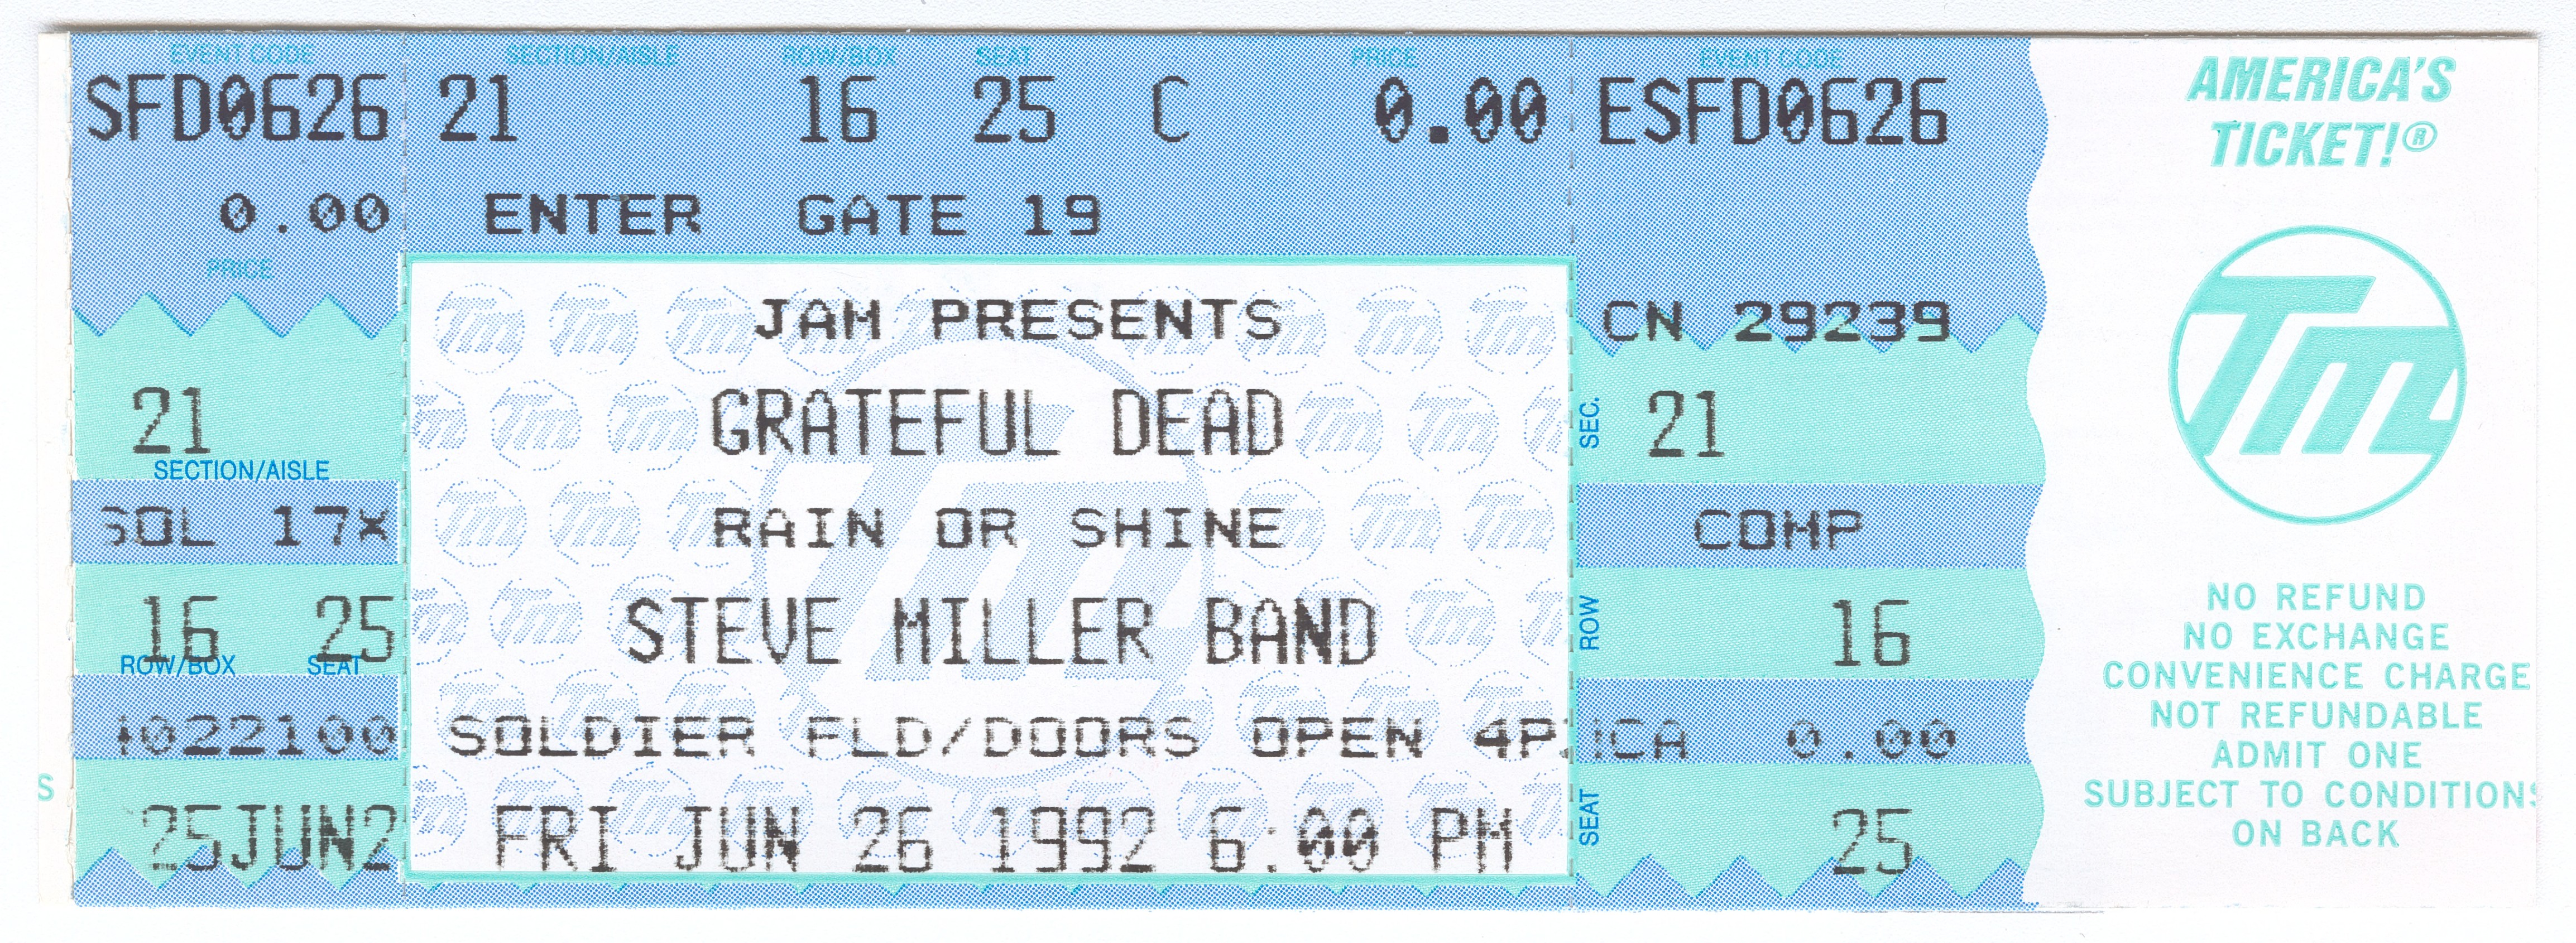 EVENT CODE SECTION/AISLE ROW/BOX SEAT PRICE EVENT CODE
SFD0626 21 16 25 C 0.00 ESFD0626
0.00 ENTER GATE 19
PRICE
JAM PRESENTS
CN 29239
21
SECTION/AISLE
GRATEFUL DEAD
SEC. 21
SOL 17X
RAIN OR SHINE
COMP
16 25
ROW/BOX SEAT
STEVE MILLER BAND
ROW 16
022100
SOLDIER FLD/DOORS OPEN 4P
CA 0.00
25JUN2
FRI JUN 26 1992 6:00 PM
SEAT 25
AMERICA'S
TICKET!®
Tm
NO REFUND
NO EXCHANGE
CONVENIENCE CHARGE
NOT REFUNDABLE
ADMIT ONE
SUBJECT TO CONDITIONS
ON BACK
S